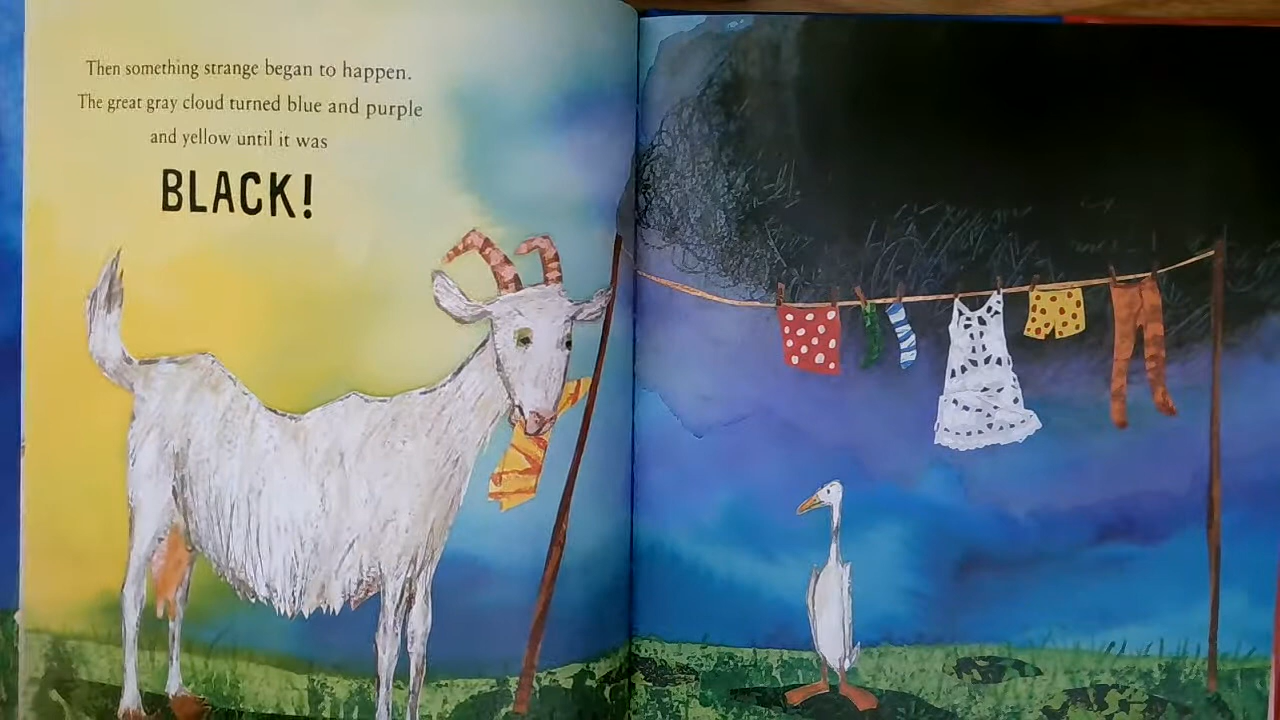 Then something strange began to happen.
The great gray cloud turned blue and purple
and yellow until it was
BLACK!